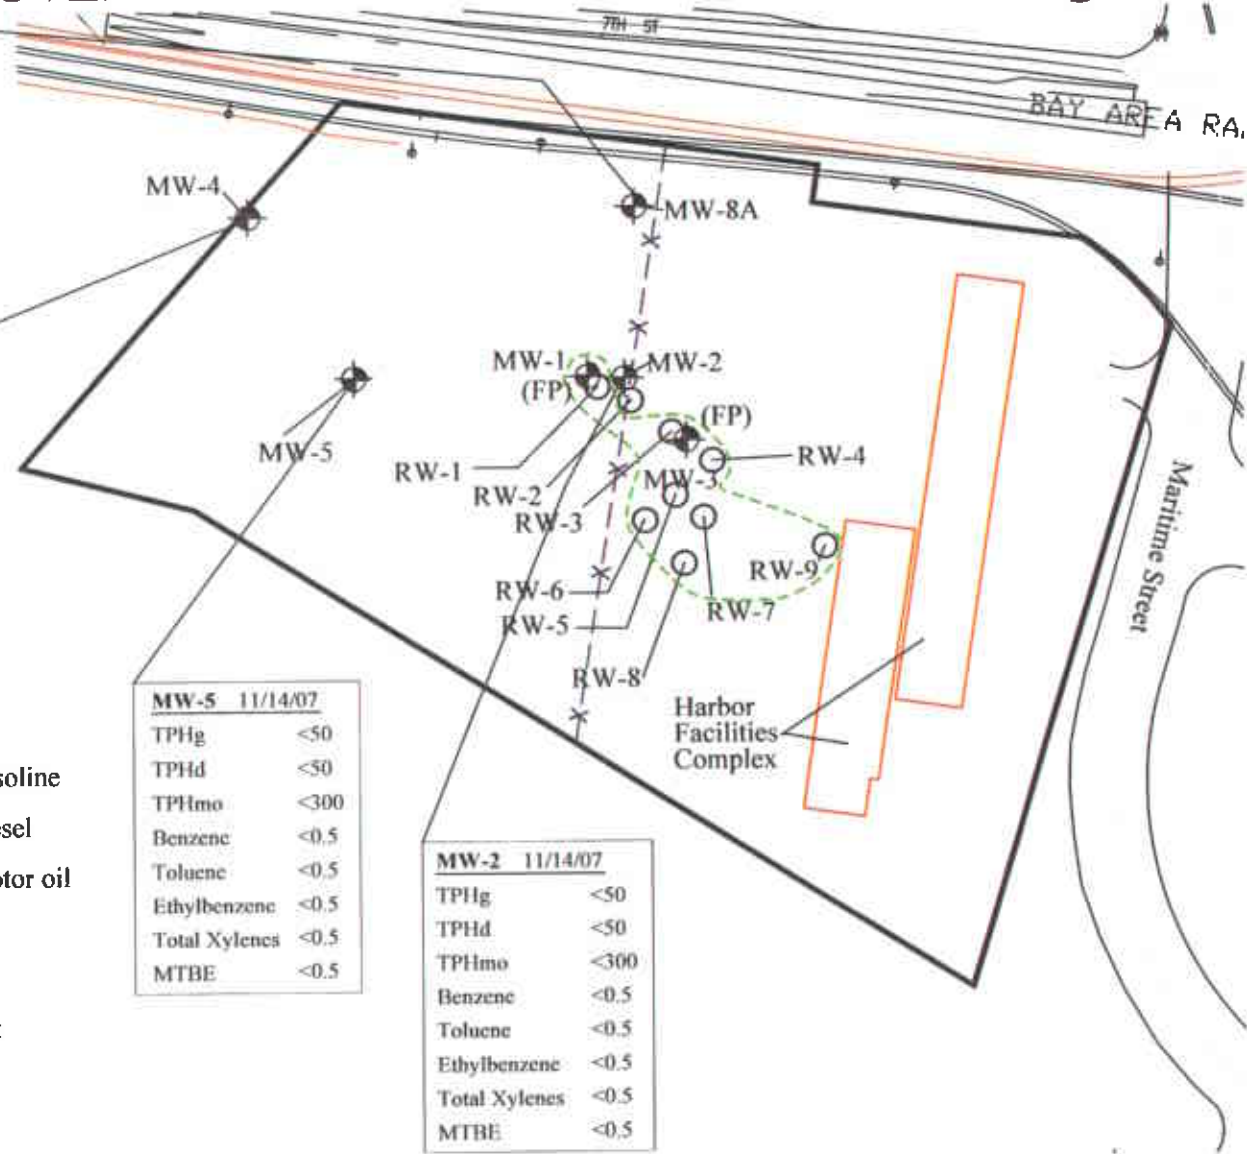 7TH ST
BAY AREA RA
MW-4
MW-8A
MW-1
(FP)
MW-2
(FP)
MW-5
RW-1
RW-2
RW-3
MW-3
RW-4
RW-9
RW-6
RW-5
RW-7
RW-8
Harbor
Facilities
Complex
Maritime Street
soline
esel
otor oil
MW-5 11/14/07
TPHg <50
TPHd <50
TPHmo <300
Benzene <0.5
Toluene <0.5
Ethylbenzene <0.5
Total Xylenes <0.5
MTBE <0.5
MW-2 11/14/07
TPHg <50
TPHd <50
TPHmo <300
Benzene <0.5
Toluene <0.5
Ethylbenzene <0.5
Total Xylenes <0.5
MTBE <0.5